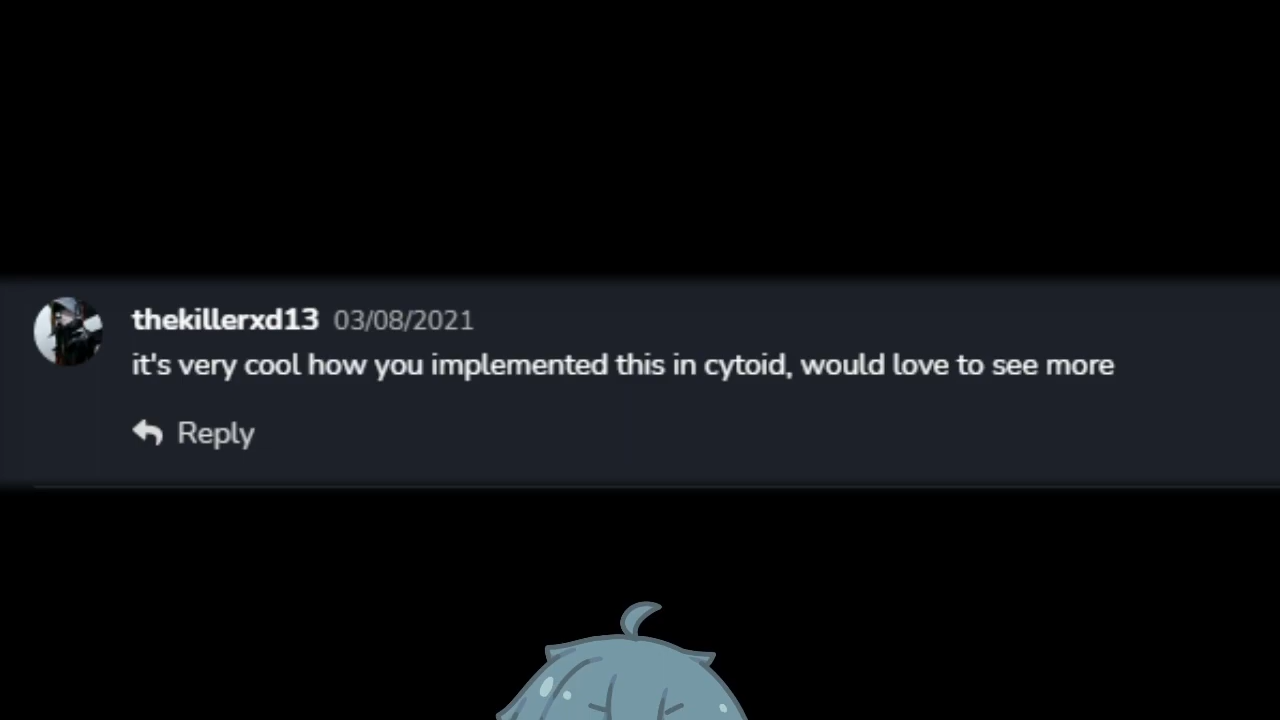 thekillerxd13 03/08/2021
it's very cool how you implemented this in cytoid, would love to see more
Reply